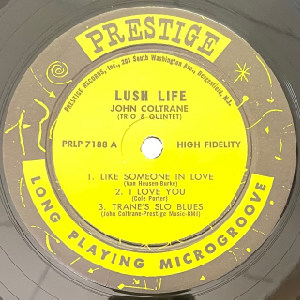 PRESTIGE
PRESTIGE RECORDS, Inc., 203 South Washington Ave., Bergenfield, N.J.
LUSH LIFE
JOHN COLTRANE
(TRIO & QUINTET)
PRLP 7188 A
HIGH FIDELITY
1. LIKE SOMEONE IN LOVE
(Van Heusen-Burke)
2. I LOVE YOU
(Cole Porter)
3. TRANE'S SLO BLUES
(John Coltrane-Prestige Music-BMI)
LONG PLAYING MICROGROOVE